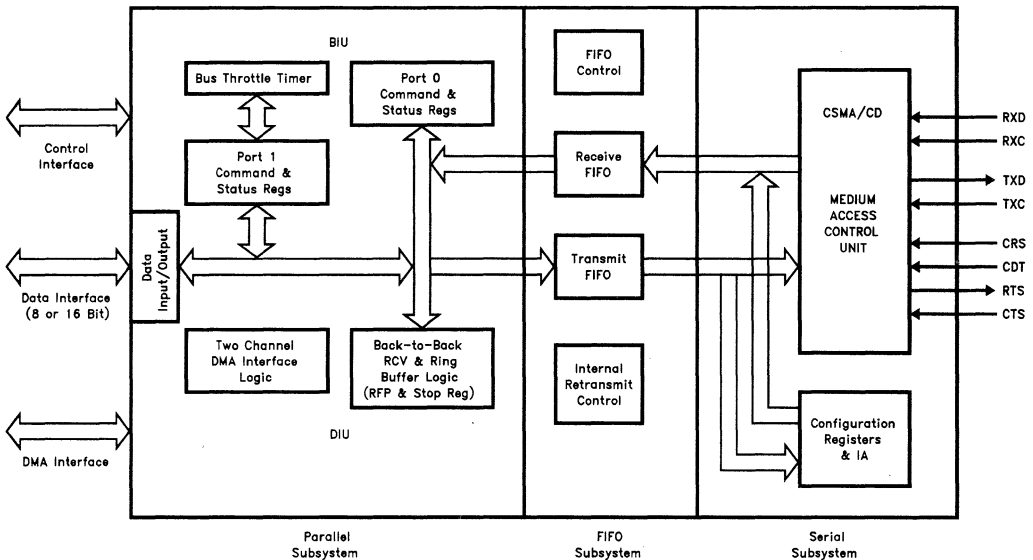 BIU
Bus Throttle Timer
Port 0
Command &
Status Regs
Port 1
Command &
Status Regs
Control
Interface
Data
Input/Output
Data Interface
(8 or 16 Bit)
Two Channel
DMA Interface
Logic
Back-to-Back
RCV & Ring
Buffer Logic
(RFP & Stop Reg)
DIU
DMA Interface
Parallel
Subsystem
FIFO
Control
Receive
FIFO
Transmit
FIFO
Internal
Retransmit
Control
FIFO
Subsystem
CSMA/CD
MEDIUM
ACCESS
CONTROL
UNIT
Configuration
Registers
& IA
Serial
Subsystem
RXD
RXC
TXD
TXC
CRS
CDT
RTS
CTS